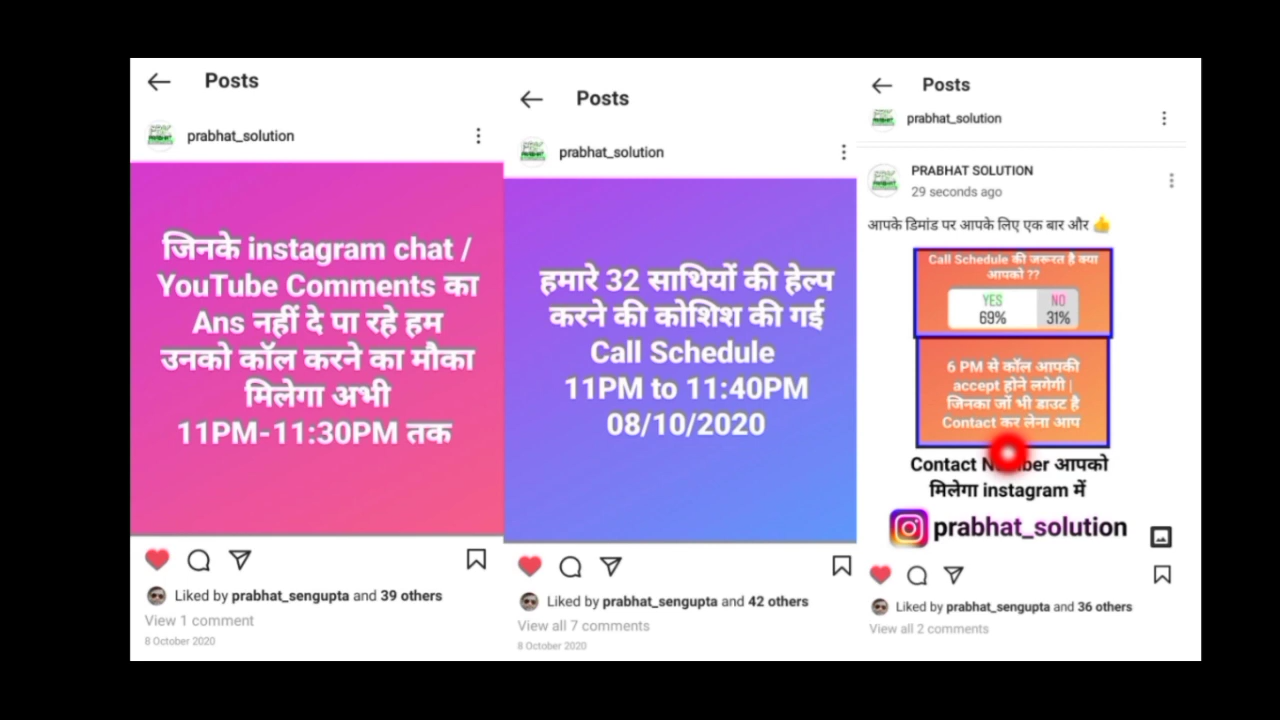 Posts
prabhat_solution
जिनके instagram chat /
YouTube Comments का
Ans नहीं दे पा रहे हम
उनको कॉल करने का मौका
मिलेगा अभी
11PM-11:30PM तक
Liked by prabhat_sengupta and 39 others
View 1 comment
8 October 2020
Posts
prabhat_solution
हमारे 32 साथियों की हेल्प
करने की कोशिश की गई
Call Schedule
11PM to 11:40PM
08/10/2020
Liked by prabhat_sengupta and 42 others
View all 7 comments
8 October 2020
Posts
prabhat_solution
PRABHAT SOLUTION
29 seconds ago
आपके डिमांड पर आपके लिए एक बार और 👍
Call Schedule की जरूरत है क्या
आपको ??
YES NO
69% 31%
6 PM से कॉल आपकी
accept होने लगेगी |
जिनका जों भी डाउट है
Contact कर लेना आप
Contact Number आपको
मिलेगा instagram में
prabhat_solution
Liked by prabhat_sengupta and 36 others
View all 2 comments